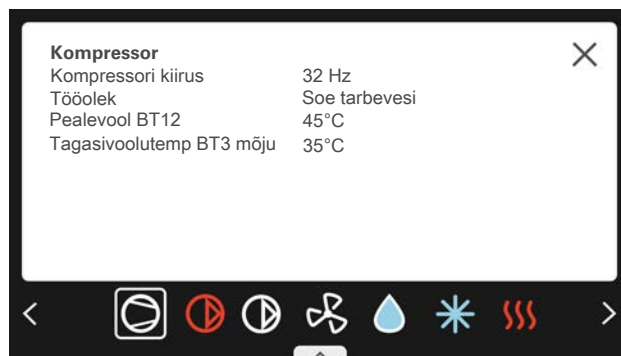 Kompressor
Kompressori kiirus 32 Hz
Tööolek Soe tarbevesi
Pealevool BT12 45°C
Tagasivoolutemp BT3 mõju 35°C